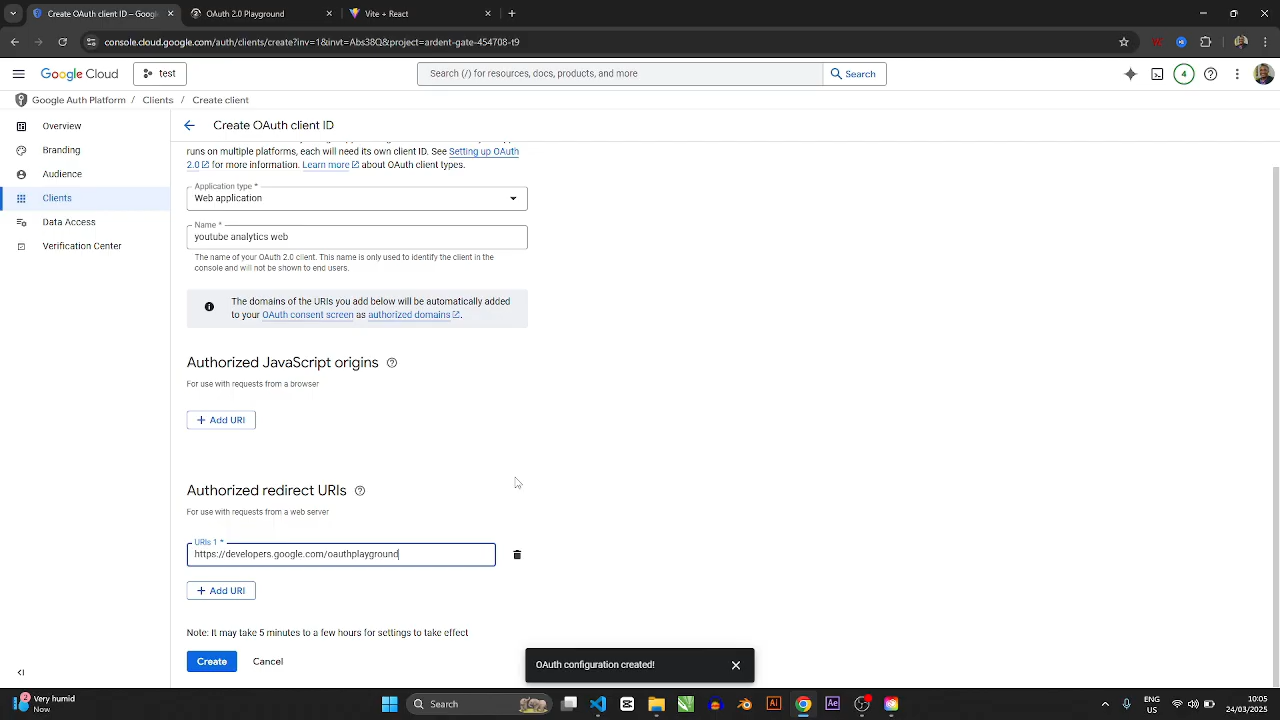 Create OAuth client ID – Google
OAuth 2.0 Playground
Vite + React
console.cloud.google.com/auth/clients/create?inv=1&invt=Abs38Q&project=ardent-gate-454708-t9
Google Cloud
test
Search (/) for resources, docs, products, and more
Search
4
Google Auth Platform / Clients / Create client
Overview
Branding
Audience
Clients
Data Access
Verification Center
Create OAuth client ID
runs on multiple platforms, each will need its own client ID. See Setting up OAuth
2.0 for more information. Learn more about OAuth client types.
Application type *
Web application
Name *
youtube analytics web
The name of your OAuth 2.0 client. This name is only used to identify the client in the
console and will not be shown to end users.
The domains of the URIs you add below will be automatically added
to your OAuth consent screen as authorized domains.
Authorized JavaScript origins
For use with requests from a browser
+ Add URI
Authorized redirect URIs
For use with requests from a web server
URIs 1 *
https://developers.google.com/oauthplayground
+ Add URI
Note: It may take 5 minutes to a few hours for settings to take effect
Create
Cancel
OAuth configuration created!
2
Very humid
Now
Search
Ai
Ae
ENG
US
10:05
24/03/2025